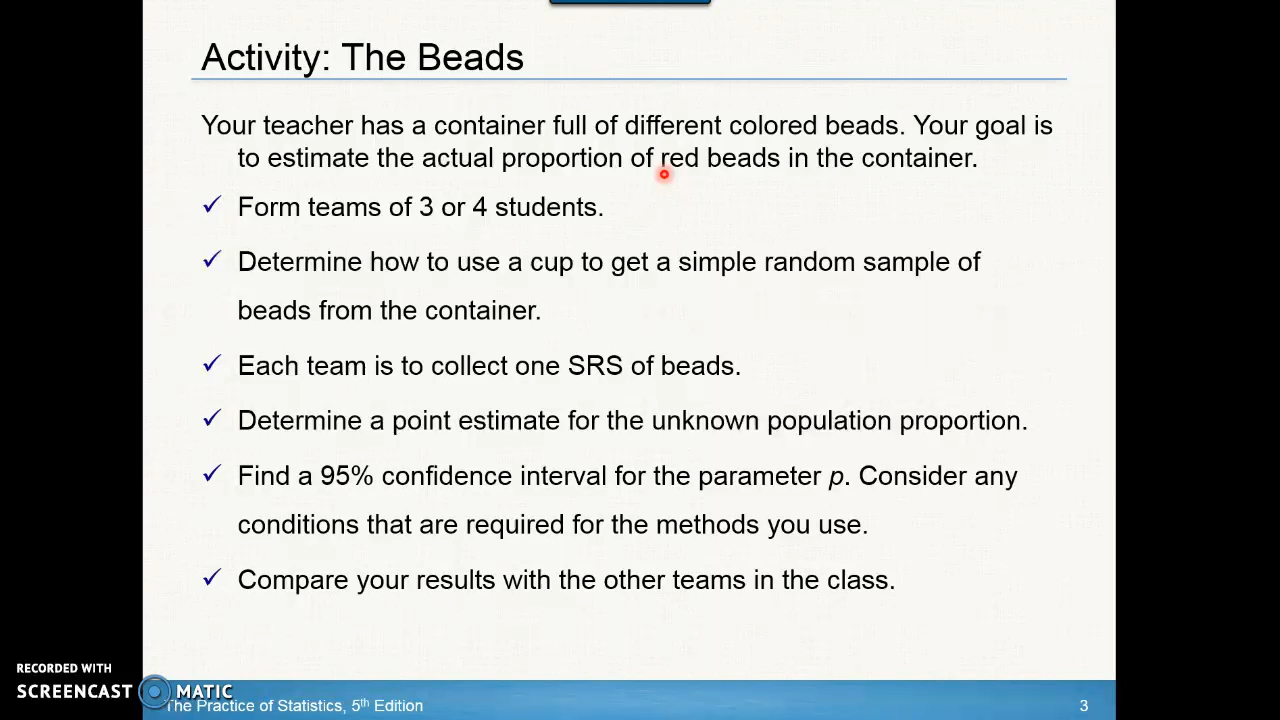 Activity: The Beads
Your teacher has a container full of different colored beads. Your goal is
to estimate the actual proportion of red beads in the container.
✓ Form teams of 3 or 4 students.
✓ Determine how to use a cup to get a simple random sample of
beads from the container.
✓ Each team is to collect one SRS of beads.
✓ Determine a point estimate for the unknown population proportion.
✓ Find a 95% confidence interval for the parameter p. Consider any
conditions that are required for the methods you use.
✓ Compare your results with the other teams in the class.
RECORDED WITH
SCREENCAST MATIC
The Practice of Statistics, 5th Edition
3